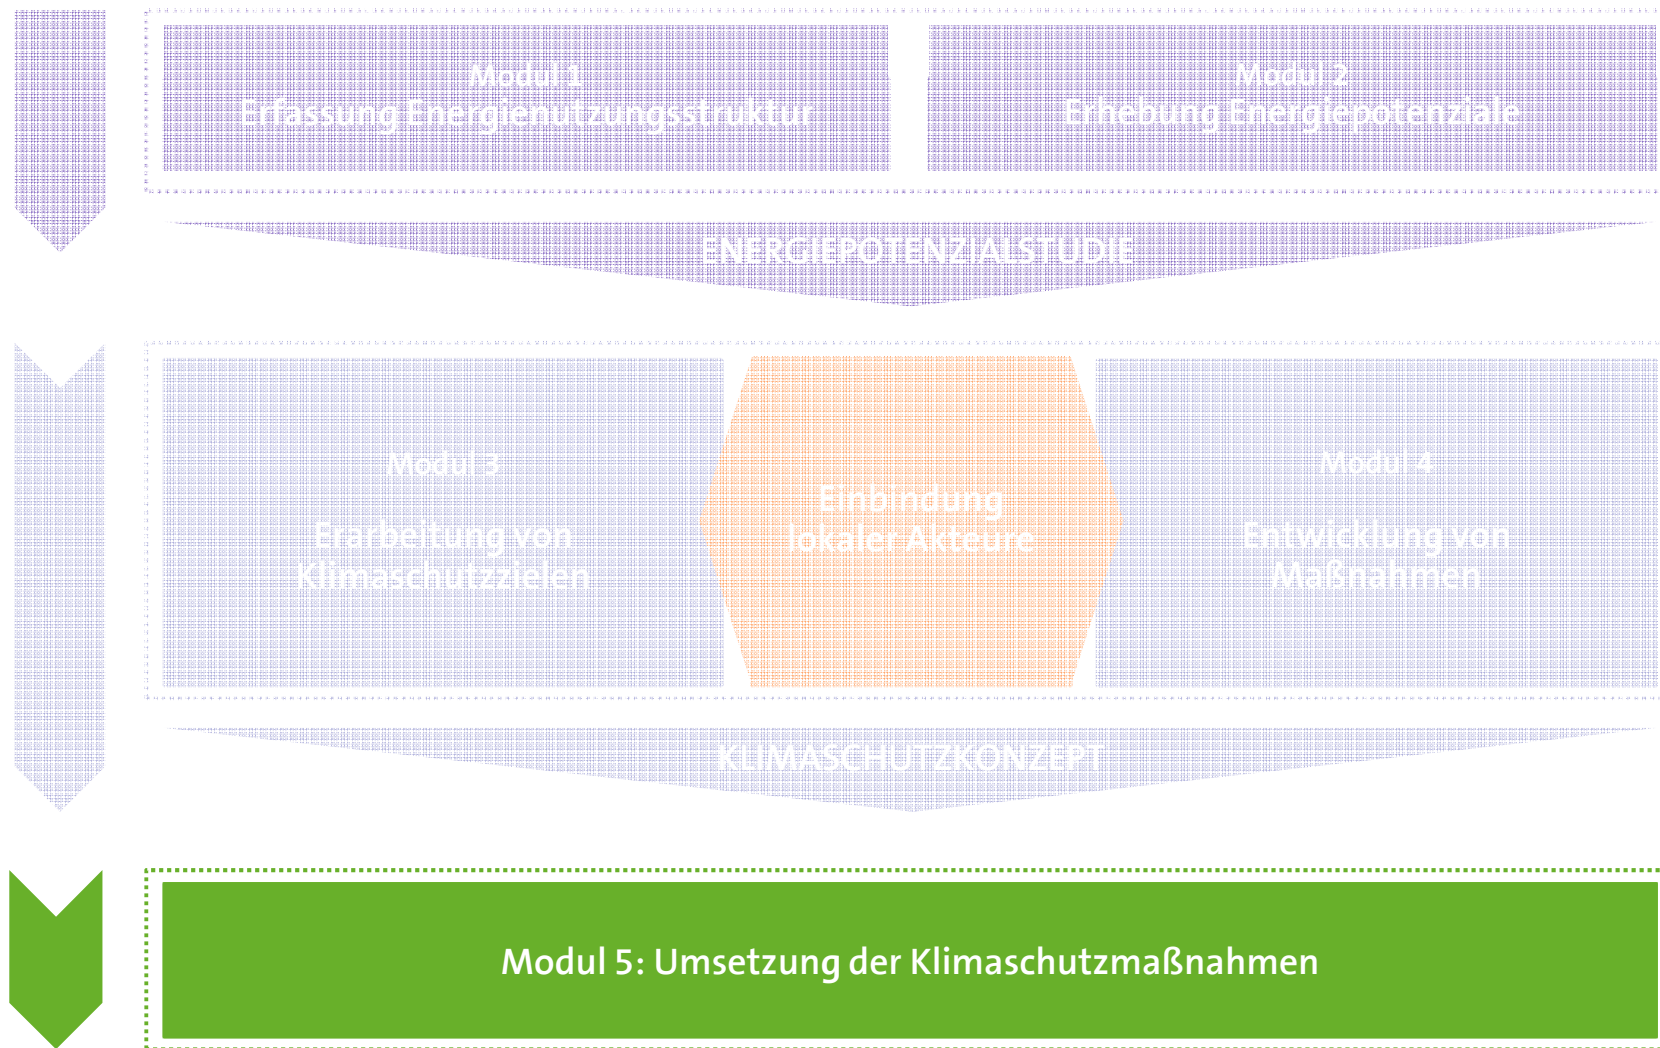 Modul 1
Erfassung Energienutzungsstruktur
Modul 2
Erhebung Energiepotenziale
ENERGIEPOTENZIALSTUDIE
Modul 3
Erarbeitung von
Klimaschutzzielen
Einbindung
lokaler Akteure
Modul 4
Entwicklung von
Maßnahmen
KLIMASCHUTZKONZEPT
Modul 5: Umsetzung der Klimaschutzmaßnahmen